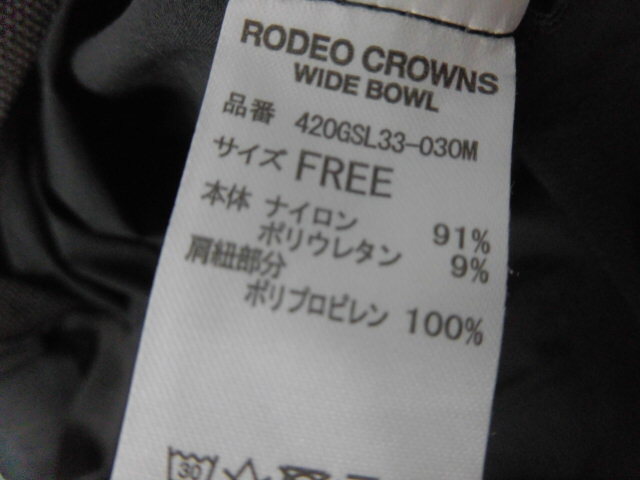 RODEO CROWNS
WIDE BOWL
品番 420GSL33-030M
サイズ FREE
本体 ナイロン 91%
ポリウレタン 9%
肩紐部分
ポリプロピレン 100%
30